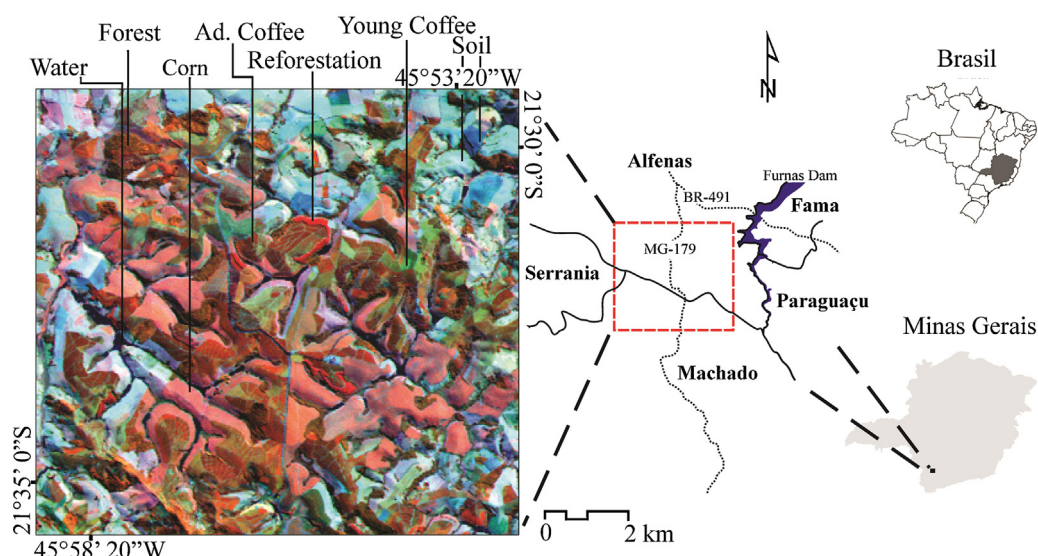 Forest
Ad. Coffee
Young Coffee
Reforestation
Soil
Water
Corn
45°53’20”W
21°30’ 0”S
21°35’ 0”S
45°58’ 20”W
N
Brasil
Alfenas
Furnas Dam
BR-491
Fama
MG-179
Serrania
Paraguaçu
Machado
Minas Gerais
0 2 km